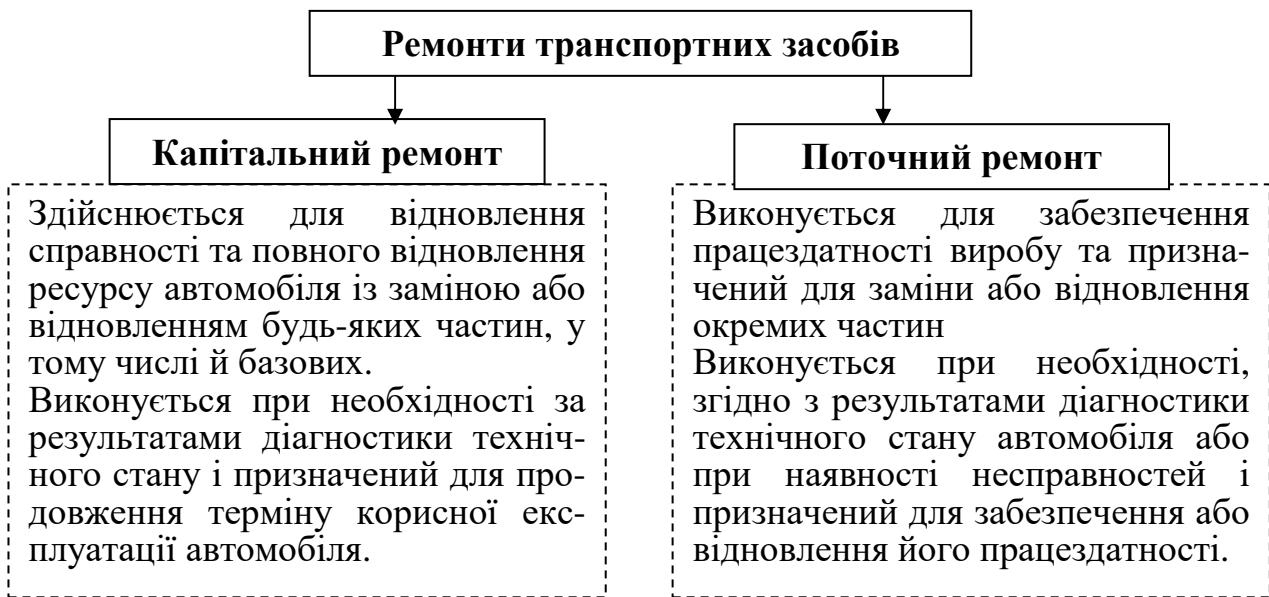 Ремонти транспортних засобів
Капітальний ремонт
Здійснюється для відновлення
справності та повного відновлення
ресурсу автомобіля із заміною або
відновленням будь-яких частин, у
тому числі й базових.
Виконується при необхідності за
результатами діагностики техніч-
ного стану і призначений для про-
довження терміну корисної екс-
плуатації автомобіля.
Поточний ремонт
Виконується для забезпечення
працездатності виробу та призна-
чений для заміни або відновлення
окремих частин
Виконується при необхідності,
згідно з результатами діагностики
технічного стану автомобіля або
при наявності несправностей і
призначений для забезпечення або
відновлення його працездатності.